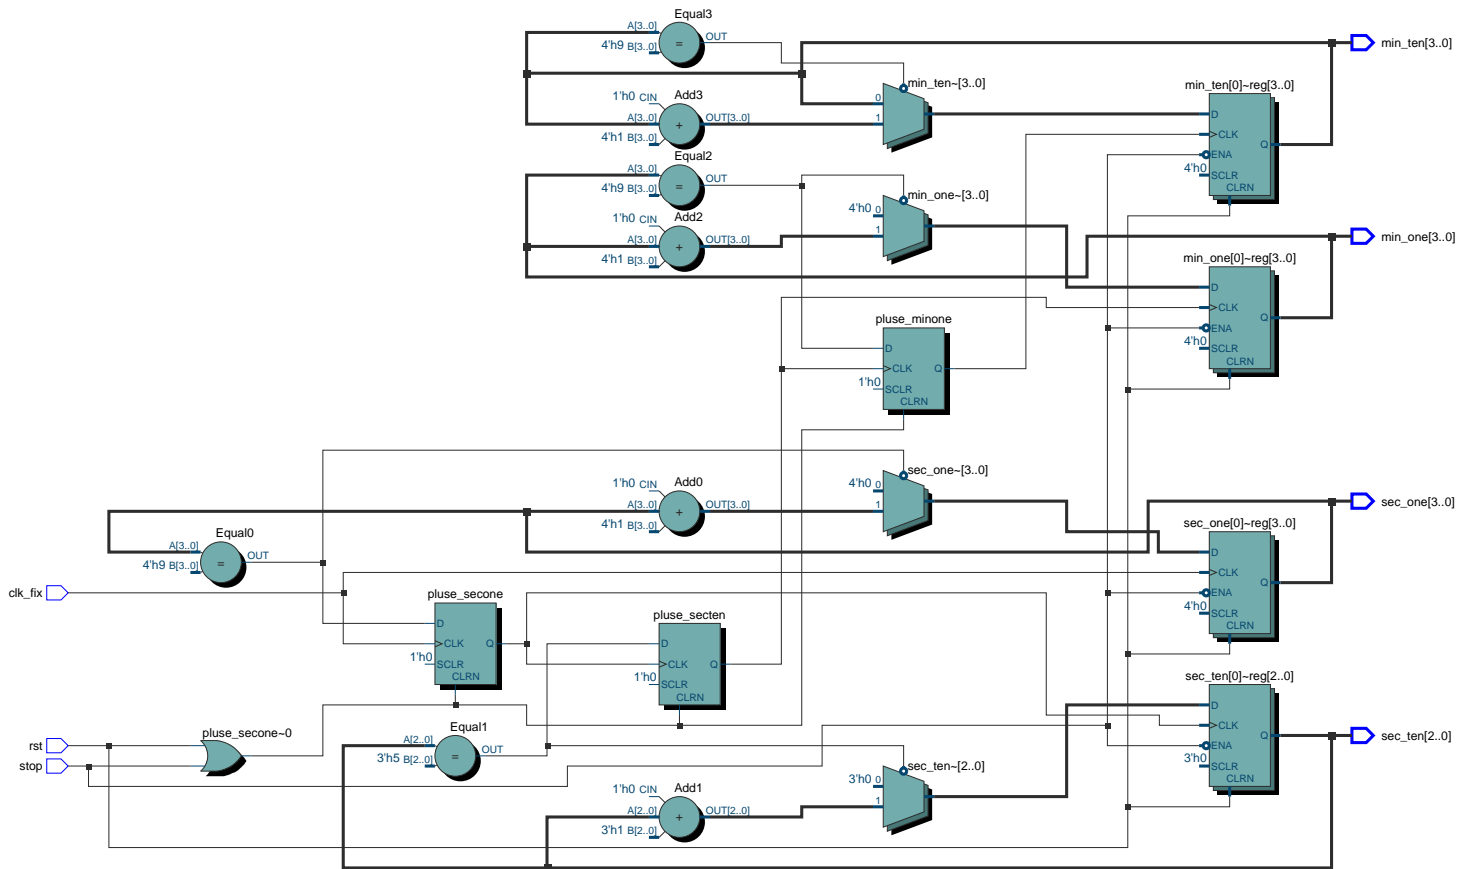 Equal3
A[3..0]
OUT
4'h9 B[3..0]
=
min_ten[3..0]
min_ten~[3..0]
0
1
1'h0 CIN
Add3
A[3..0]
OUT[3..0]
4'h1 B[3..0]
+
min_ten[0]~reg[3..0]
D
CLK
ENA
4'h0
SCLR
CLRN
Q
Equal2
A[3..0]
OUT
4'h9 B[3..0]
=
min_one~[3..0]
4'h0 0
1
1'h0 CIN
Add2
A[3..0]
OUT[3..0]
4'h1 B[3..0]
+
min_one[3..0]
min_one[0]~reg[3..0]
D
CLK
ENA
4'h0
SCLR
CLRN
Q
pluse_minone
D
CLK
Q
1'h0
SCLR
CLRN
sec_one~[3..0]
4'h0 0
1
1'h0 CIN
Add0
A[3..0]
OUT[3..0]
4'h1 B[3..0]
+
sec_one[3..0]
sec_one[0]~reg[3..0]
D
CLK
ENA
4'h0
SCLR
CLRN
Q
Equal0
A[3..0]
OUT
4'h9 B[3..0]
=
clk_fix
pluse_secone
D
CLK
Q
1'h0
SCLR
CLRN
pluse_secten
D
CLK
Q
1'h0
SCLR
CLRN
sec_ten[0]~reg[2..0]
D
CLK
ENA
3'h0
SCLR
CLRN
Q
sec_ten[2..0]
rst
stop
pluse_secone~0
Equal1
A[2..0]
OUT
3'h5 B[2..0]
=
sec_ten~[2..0]
3'h0 0
1
1'h0 CIN
Add1
A[2..0]
OUT[2..0]
3'h1 B[2..0]
+